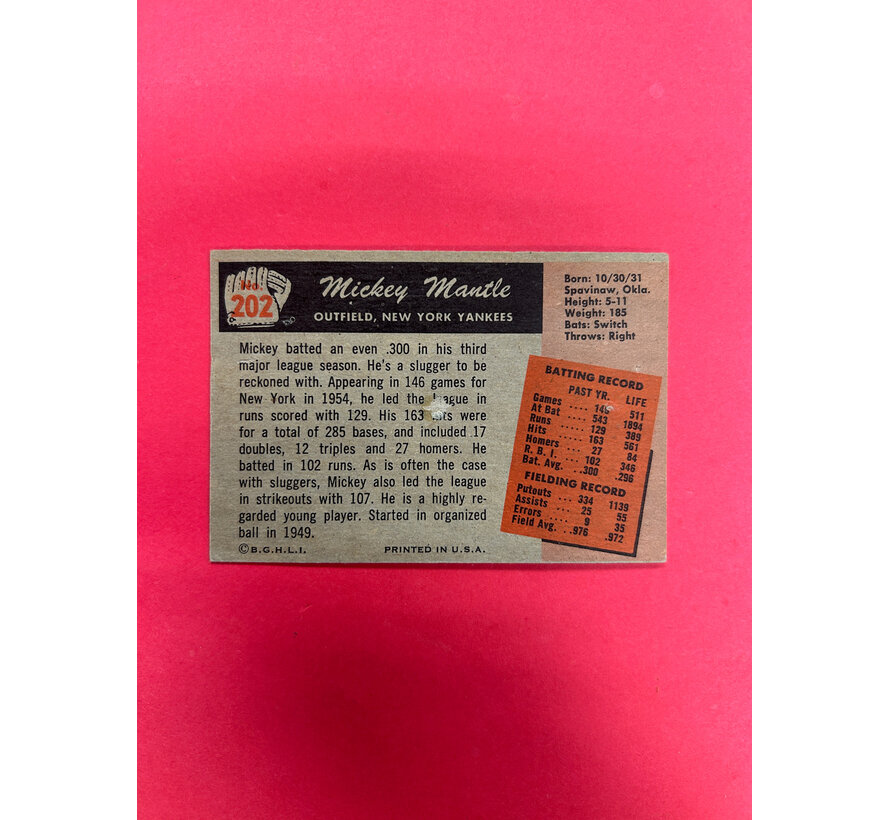 No.
202
Mickey Mantle
OUTFIELD, NEW YORK YANKEES
Born: 10/30/31
Spavinaw, Okla.
Height: 5-11
Weight: 185
Bats: Switch
Throws: Right
Mickey batted an even .300 in his third
major league season. He's a slugger to be
reckoned with. Appearing in 146 games for
New York in 1954, he led the league in
runs scored with 129. His 163 hits were
for a total of 285 bases, and included 17
doubles, 12 triples and 27 homers. He
batted in 102 runs. As is often the case
with sluggers, Mickey also led the league
in strikeouts with 107. He is a highly re-
garded young player. Started in organized
ball in 1949.
© B.G.H.L.I. PRINTED IN U.S.A.
BATTING RECORD
PAST YR. LIFE
Games .... 146 511
At Bat .... 543 1894
Runs .... 129 389
Hits .... 163 561
Homers .... 27 84
R. B. I. .... 102 346
Bat. Avg. ...300 .296
FIELDING RECORD
Putouts ... 334 1139
Assists .... 25 55
Errors .... 9 35
Field Avg. ...976 .972